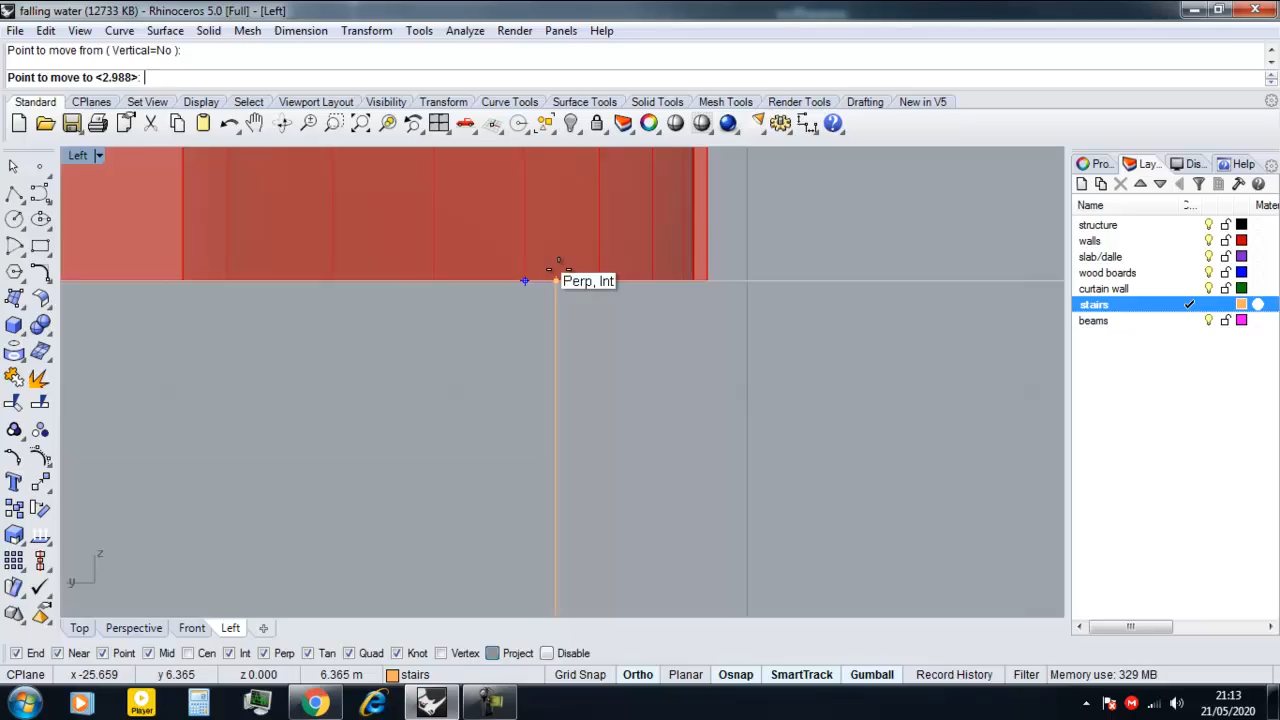 falling water (12733 KB) - Rhinoceros 5.0 [Full] - [Left]
File Edit View Curve Surface Solid Mesh Dimension Transform Tools Analyze Render Panels Help
Point to move from ( Vertical=No ):
Point to move to <2.988>:
Standard CPlanes Set View Display Select Viewport Layout Visibility Transform Curve Tools Surface Tools Solid Tools Mesh Tools Render Tools Drafting New in V5
Left
Pro... Lay... Dis... Help
Name C... Mater
structure
walls
slab/dalle
wood boards
curtain wall
stairs
beams
Perp, Int
z
y
Top Perspective Front Left
End Near Point Mid Cen Int Perp Tan Quad Knot Vertex Project Disable
CPlane x -25.659 y 6.365 z 0.000 6.365 m stairs Grid Snap Ortho Planar Osnap SmartTrack Gumball Record History Filter Memory use: 329 MB
Player
21:13
21/05/2020